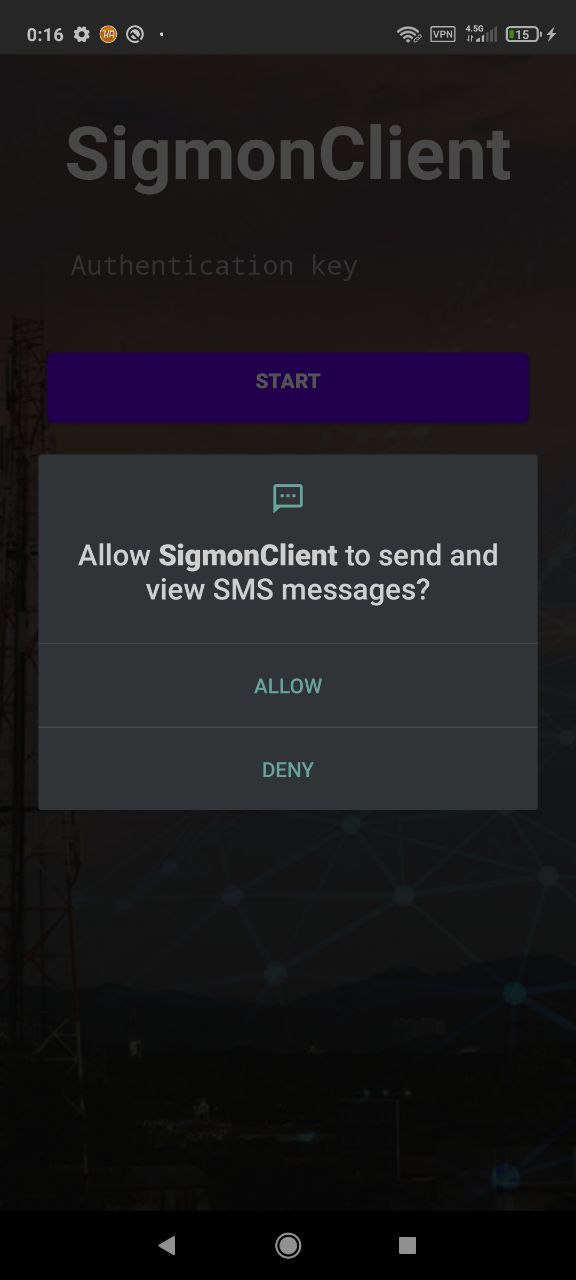 0:16
VPN
4.5G
15
SigmonClient
Authentication key
START
Allow SigmonClient to send and
view SMS messages?
ALLOW
DENY